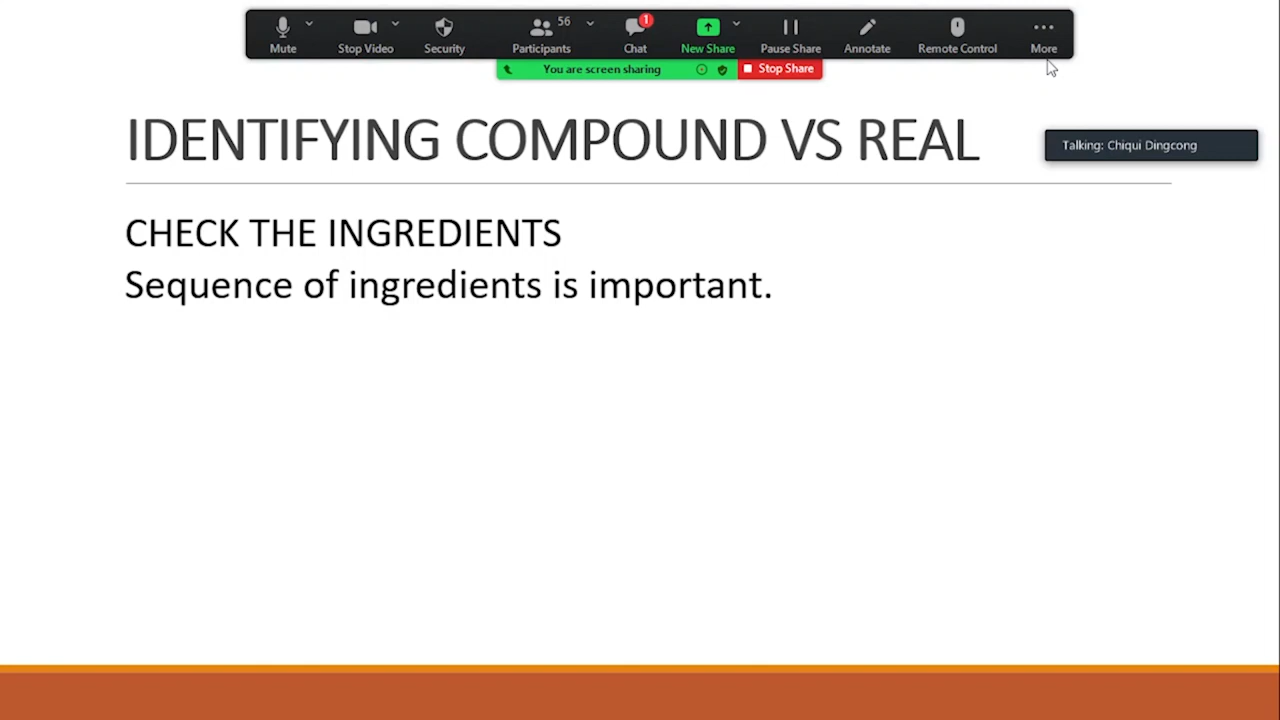 Mute
Stop Video
Security
Participants
56
Chat
1
New Share
Pause Share
Annotate
Remote Control
More
You are screen sharing
Stop Share
IDENTIFYING COMPOUND VS REAL
Talking: Chiqui Dingcong
CHECK THE INGREDIENTS
Sequence of ingredients is important.